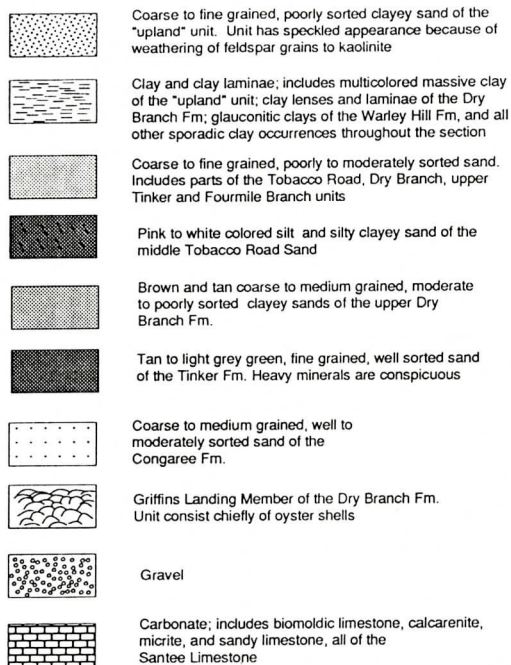 Coarse to fine grained, poorly sorted clayey sand of the
"upland" unit. Unit has speckled appearance because of
weathering of feldspar grains to kaolinite
Clay and clay laminae; includes multicolored massive clay
of the "upland" unit; clay lenses and laminae of the Dry
Branch Fm; glauconitic clays of the Warley Hill Fm, and all
other sporadic clay occurrences throughout the section
Coarse to fine grained, poorly to moderately sorted sand.
Includes parts of the Tobacco Road, Dry Branch, upper
Tinker and Fourmile Branch units
Pink to white colored silt and silty clayey sand of the
middle Tobacco Road Sand
Brown and tan coarse to medium grained, moderate
to poorly sorted clayey sands of the upper Dry
Branch Fm.
Tan to light grey green, fine grained, well sorted sand
of the Tinker Fm. Heavy minerals are conspicuous
Coarse to medium grained, well to
moderately sorted sand of the
Congaree Fm.
Griffins Landing Member of the Dry Branch Fm.
Unit consist chiefly of oyster shells
Gravel
Carbonate; includes biomoldic limestone, calcarenite,
micrite, and sandy limestone, all of the
Santee Limestone